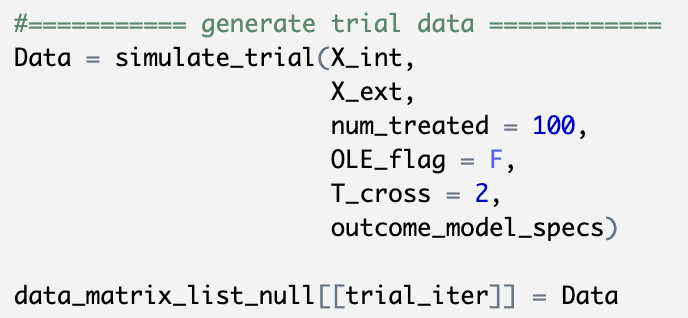 #=========== generate trial data ============
Data = simulate_trial(X_int,
                      X_ext,
                      num_treated = 100,
                      OLE_flag = F,
                      T_cross = 2,
                      outcome_model_specs)

data_matrix_list_null[[trial_iter]] = Data